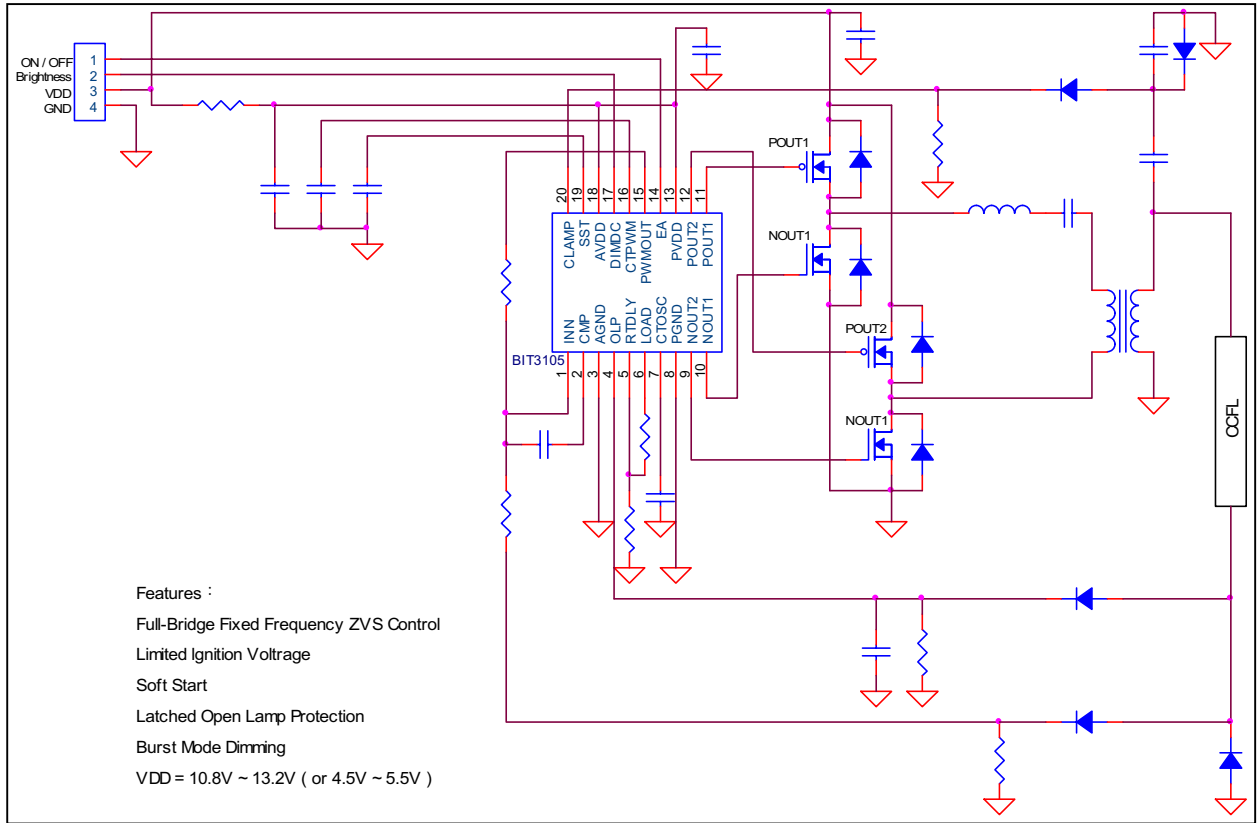 ON / OFF
Brightness
VDD
GND
1
2
3
4
20
19
18
17
16
15
14
13
12
11
CLAMP
SST
AVDD
DIMDC
CTPWM
PWMOUT
EA
PVDD
POUT2
POUT1
INN
CMP
AGND
OLP
RTDLY
LOAD
CTOSC
PGND
NOUT2
NOUT1
BIT3105
1
2
3
4
5
6
7
8
9
10
POUT1
NOUT1
POUT2
NOUT1
CCFL
Features :
Full-Bridge Fixed Frequency ZVS Control
Limited Ignition Voltrage
Soft Start
Latched Open Lamp Protection
Burst Mode Dimming
VDD = 10.8V ~ 13.2V ( or 4.5V ~ 5.5V )